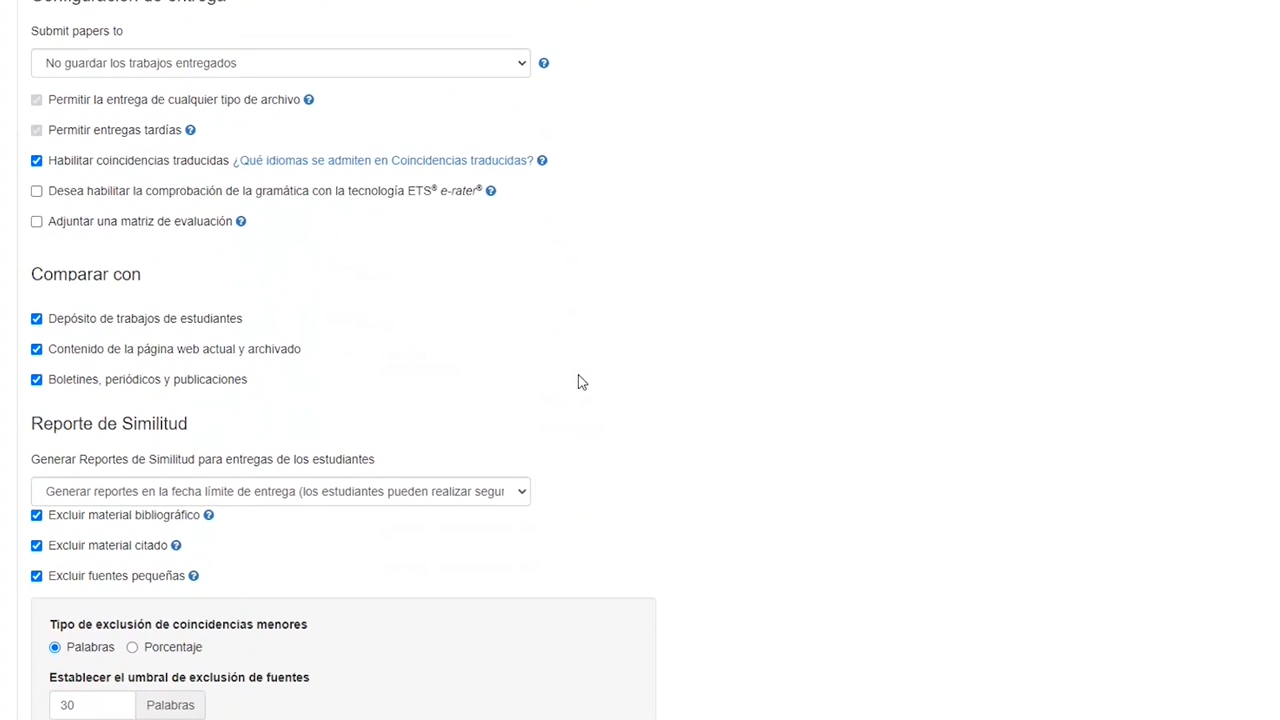 Configuración de entrega
Submit papers to
No guardar los trabajos entregados
Permitir la entrega de cualquier tipo de archivo
Permitir entregas tardías
Habilitar coincidencias traducidas ¿Qué idiomas se admiten en Coincidencias traducidas?
Desea habilitar la comprobación de la gramática con la tecnología ETS® e-rater®
Adjuntar una matriz de evaluación
Comparar con
Depósito de trabajos de estudiantes
Contenido de la página web actual y archivado
Boletines, periódicos y publicaciones
Reporte de Similitud
Generar Reportes de Similitud para entregas de los estudiantes
Generar reportes en la fecha límite de entrega (los estudiantes pueden realizar segur
Excluir material bibliográfico
Excluir material citado
Excluir fuentes pequeñas
Tipo de exclusión de coincidencias menores
Palabras Porcentaje
Establecer el umbral de exclusión de fuentes
30 Palabras